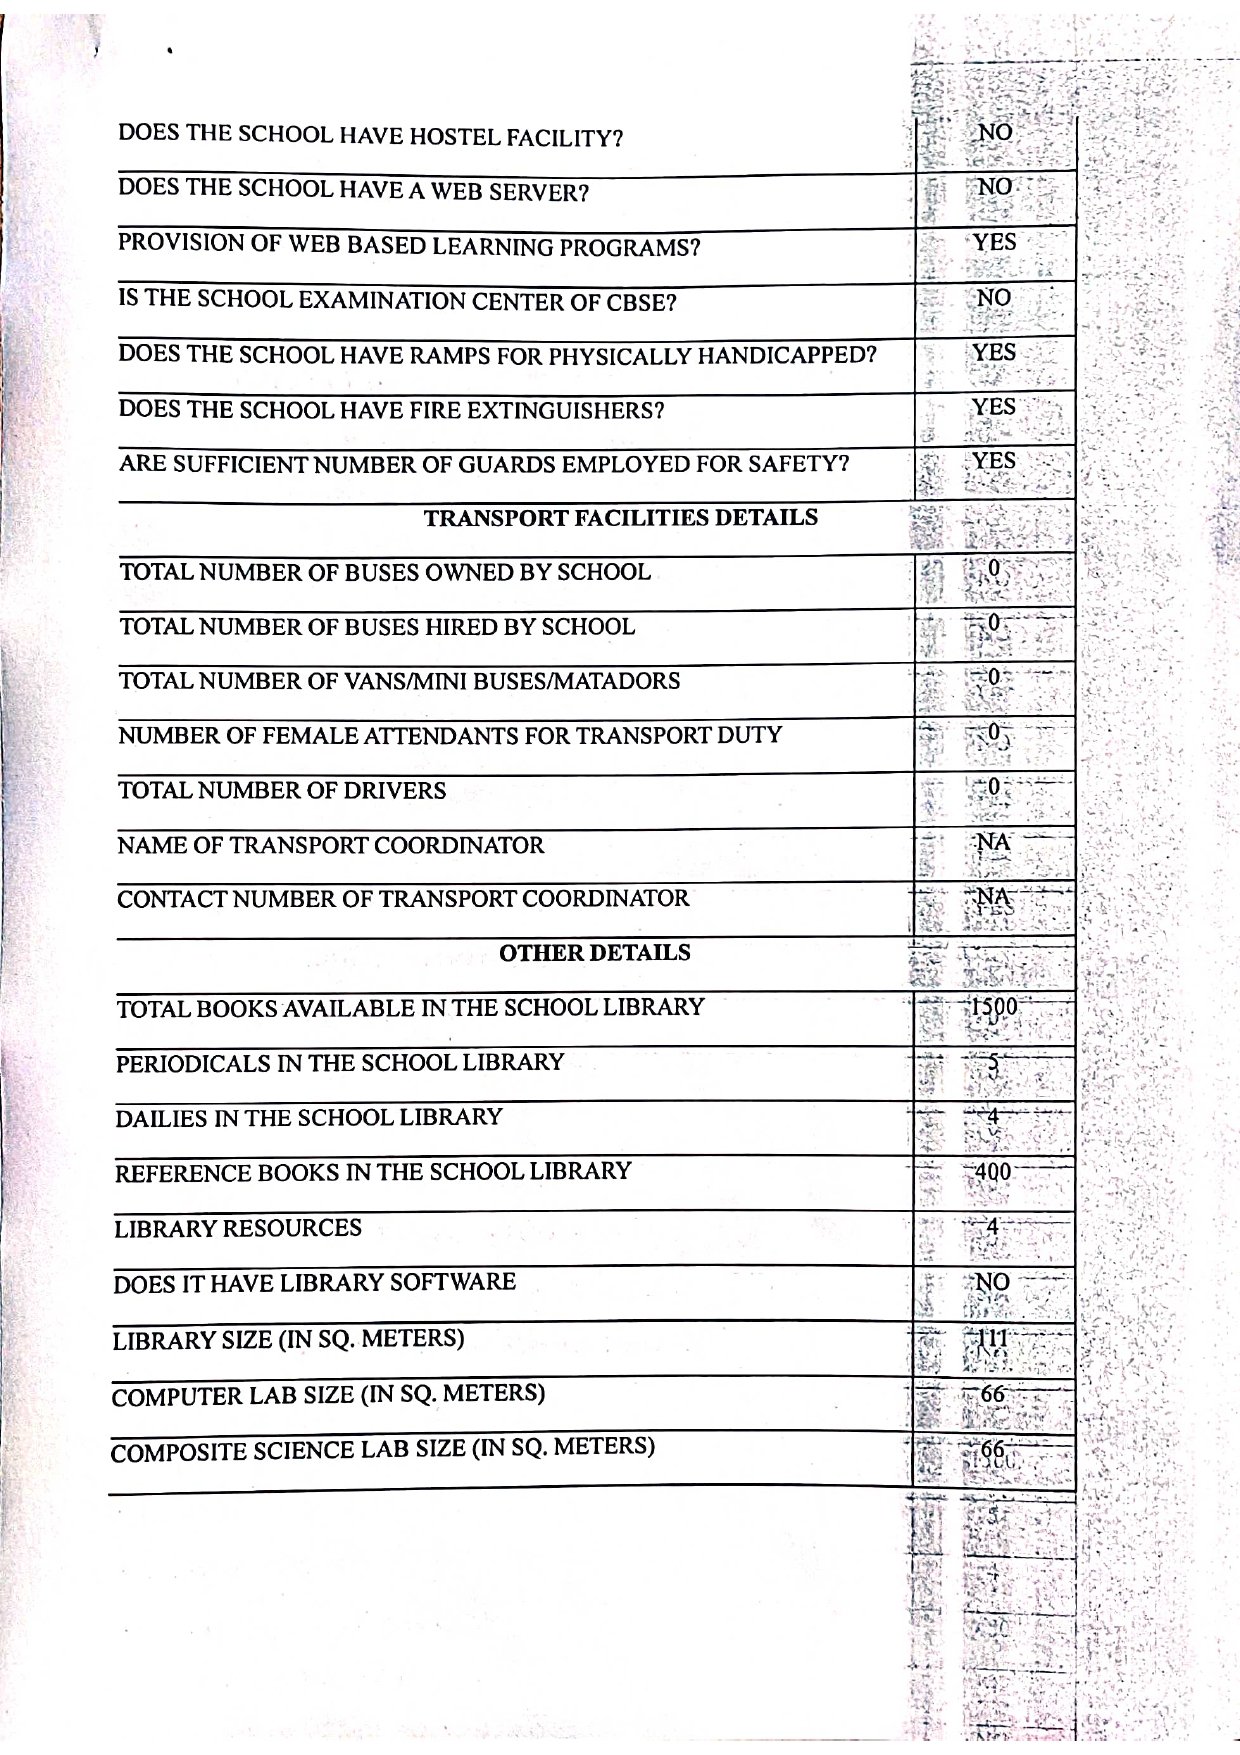 DOES THE SCHOOL HAVE HOSTEL FACILITY? NO
DOES THE SCHOOL HAVE A WEB SERVER? NO
PROVISION OF WEB BASED LEARNING PROGRAMS? YES
IS THE SCHOOL EXAMINATION CENTER OF CBSE? NO
DOES THE SCHOOL HAVE RAMPS FOR PHYSICALLY HANDICAPPED? YES
DOES THE SCHOOL HAVE FIRE EXTINGUISHERS? YES
ARE SUFFICIENT NUMBER OF GUARDS EMPLOYED FOR SAFETY? YES
TRANSPORT FACILITIES DETAILS
TOTAL NUMBER OF BUSES OWNED BY SCHOOL 0
TOTAL NUMBER OF BUSES HIRED BY SCHOOL 0
TOTAL NUMBER OF VANS/MINI BUSES/MATADORS 0
NUMBER OF FEMALE ATTENDANTS FOR TRANSPORT DUTY 0
TOTAL NUMBER OF DRIVERS 0
NAME OF TRANSPORT COORDINATOR NA
CONTACT NUMBER OF TRANSPORT COORDINATOR NA
OTHER DETAILS
TOTAL BOOKS AVAILABLE IN THE SCHOOL LIBRARY 1500
PERIODICALS IN THE SCHOOL LIBRARY
DAILIES IN THE SCHOOL LIBRARY 4
REFERENCE BOOKS IN THE SCHOOL LIBRARY 400
LIBRARY RESOURCES 4
DOES IT HAVE LIBRARY SOFTWARE NO
LIBRARY SIZE (IN SQ. METERS) 111
COMPUTER LAB SIZE (IN SQ. METERS) 66
COMPOSITE SCIENCE LAB SIZE (IN SQ. METERS) 66